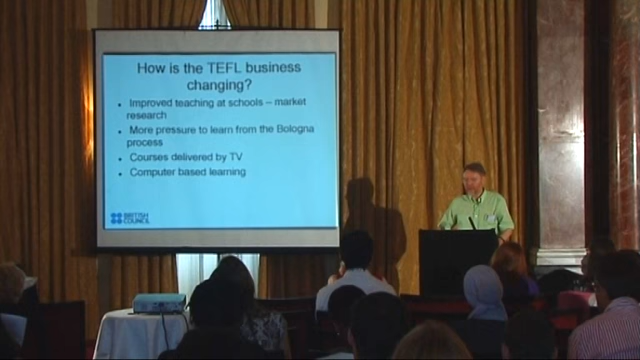 How is the TEFL business
changing?
• Improved teaching at schools – market
research
• More pressure to learn from the Bologna
process
• Courses delivered by TV
• Computer based learning
BRITISH
COUNCIL